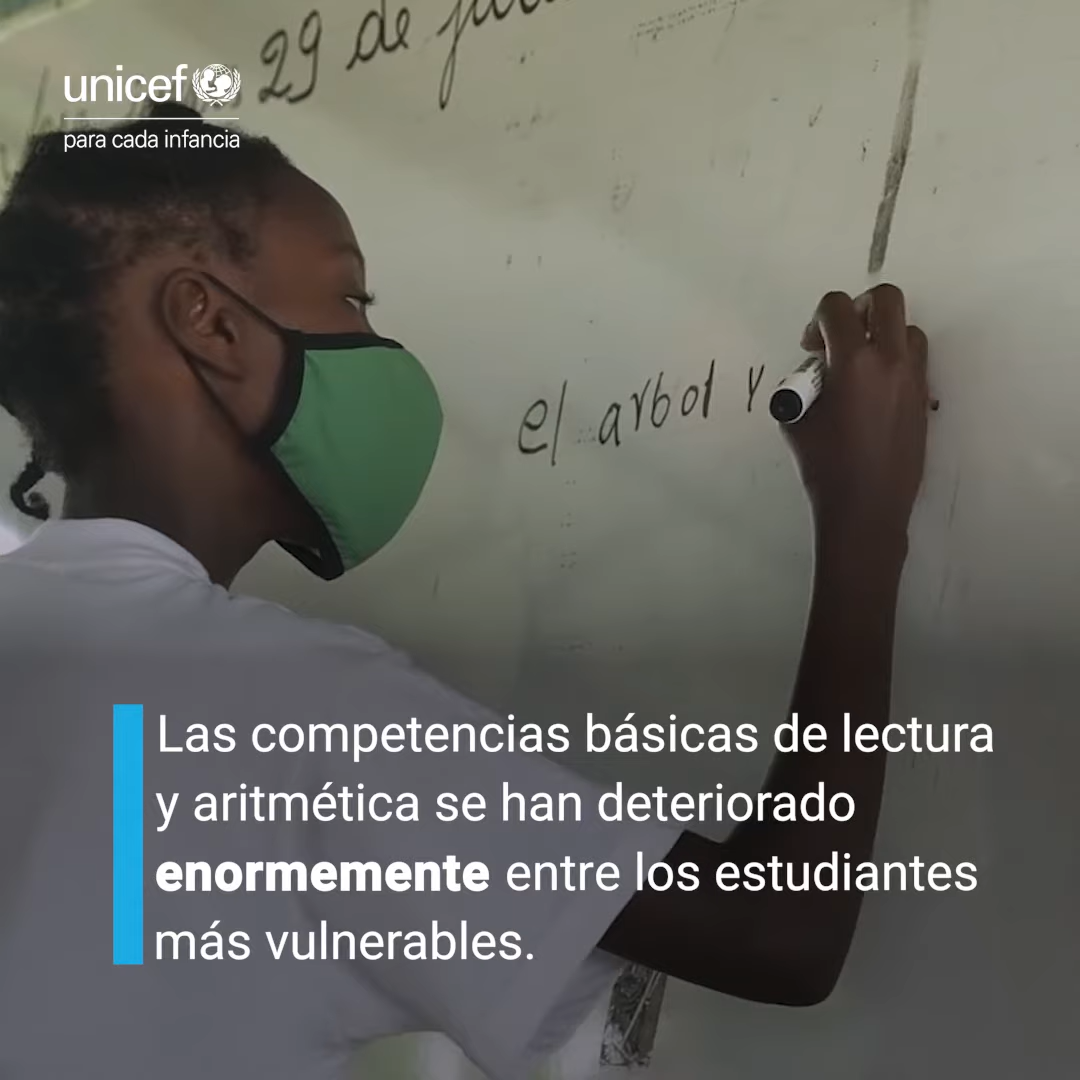 29 de
unicef
para cada infancia
el arbol y
Las competencias básicas de lectura
y aritmética se han deteriorado
enormemente entre los estudiantes
más vulnerables.